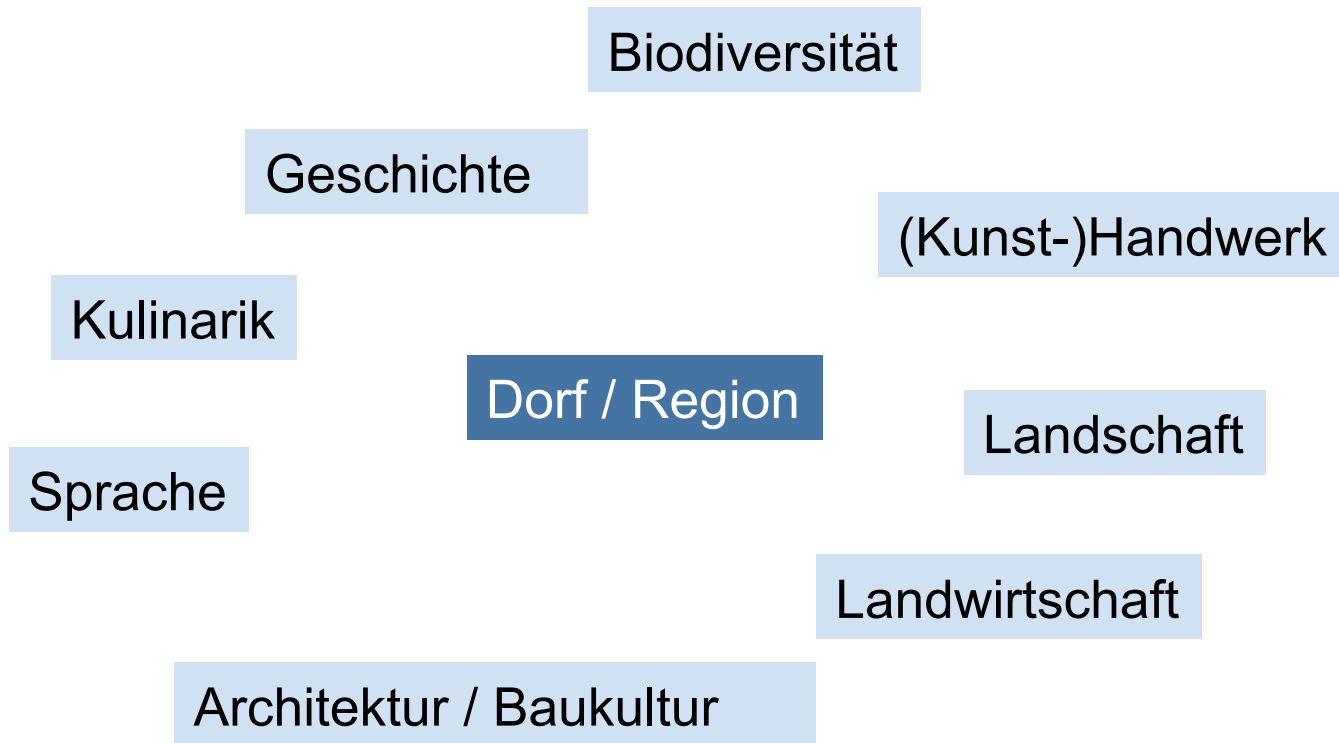 Biodiversität
Geschichte
(Kunst-)Handwerk
Kulinarik
Dorf / Region
Landschaft
Sprache
Landwirtschaft
Architektur / Baukultur